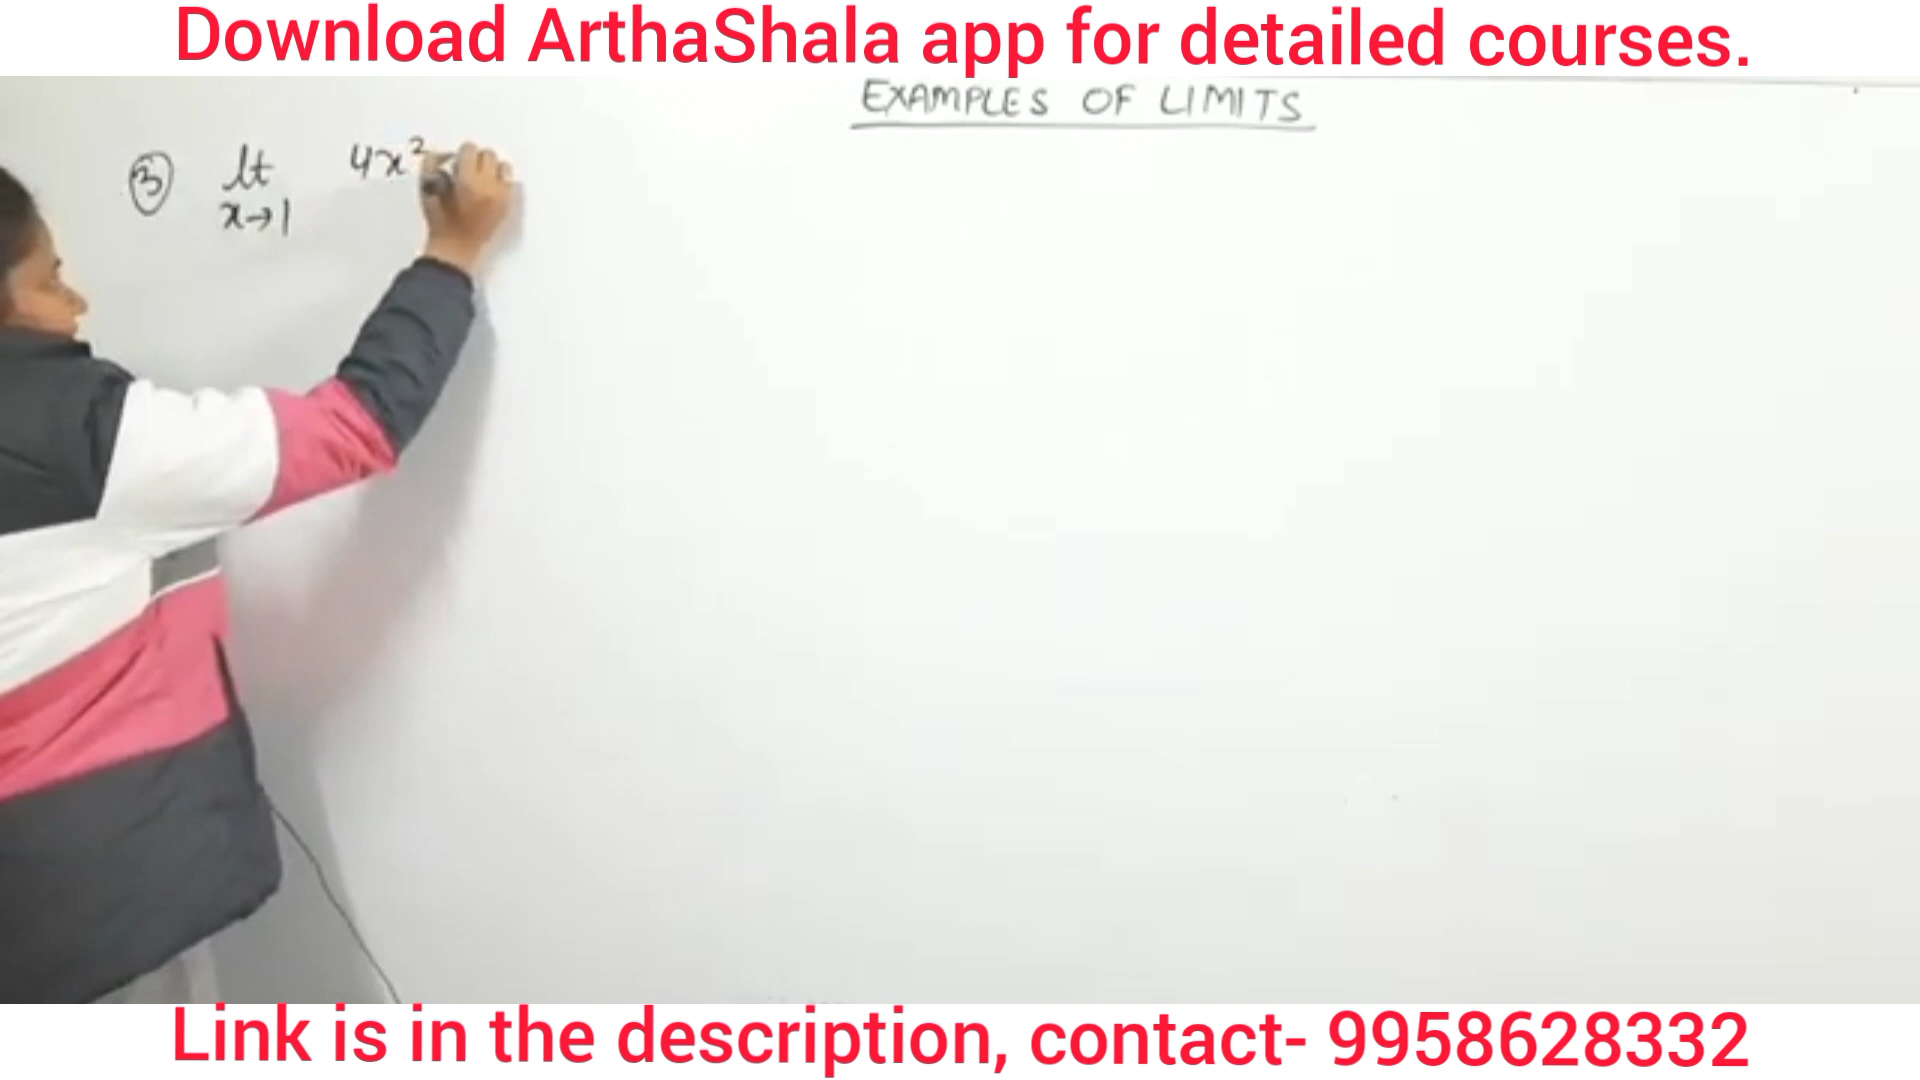 Download ArthaShala app for detailed courses.
EXAMPLES OF LIMITS
③ lt 4x²
x→1
Link is in the description, contact- 9958628332